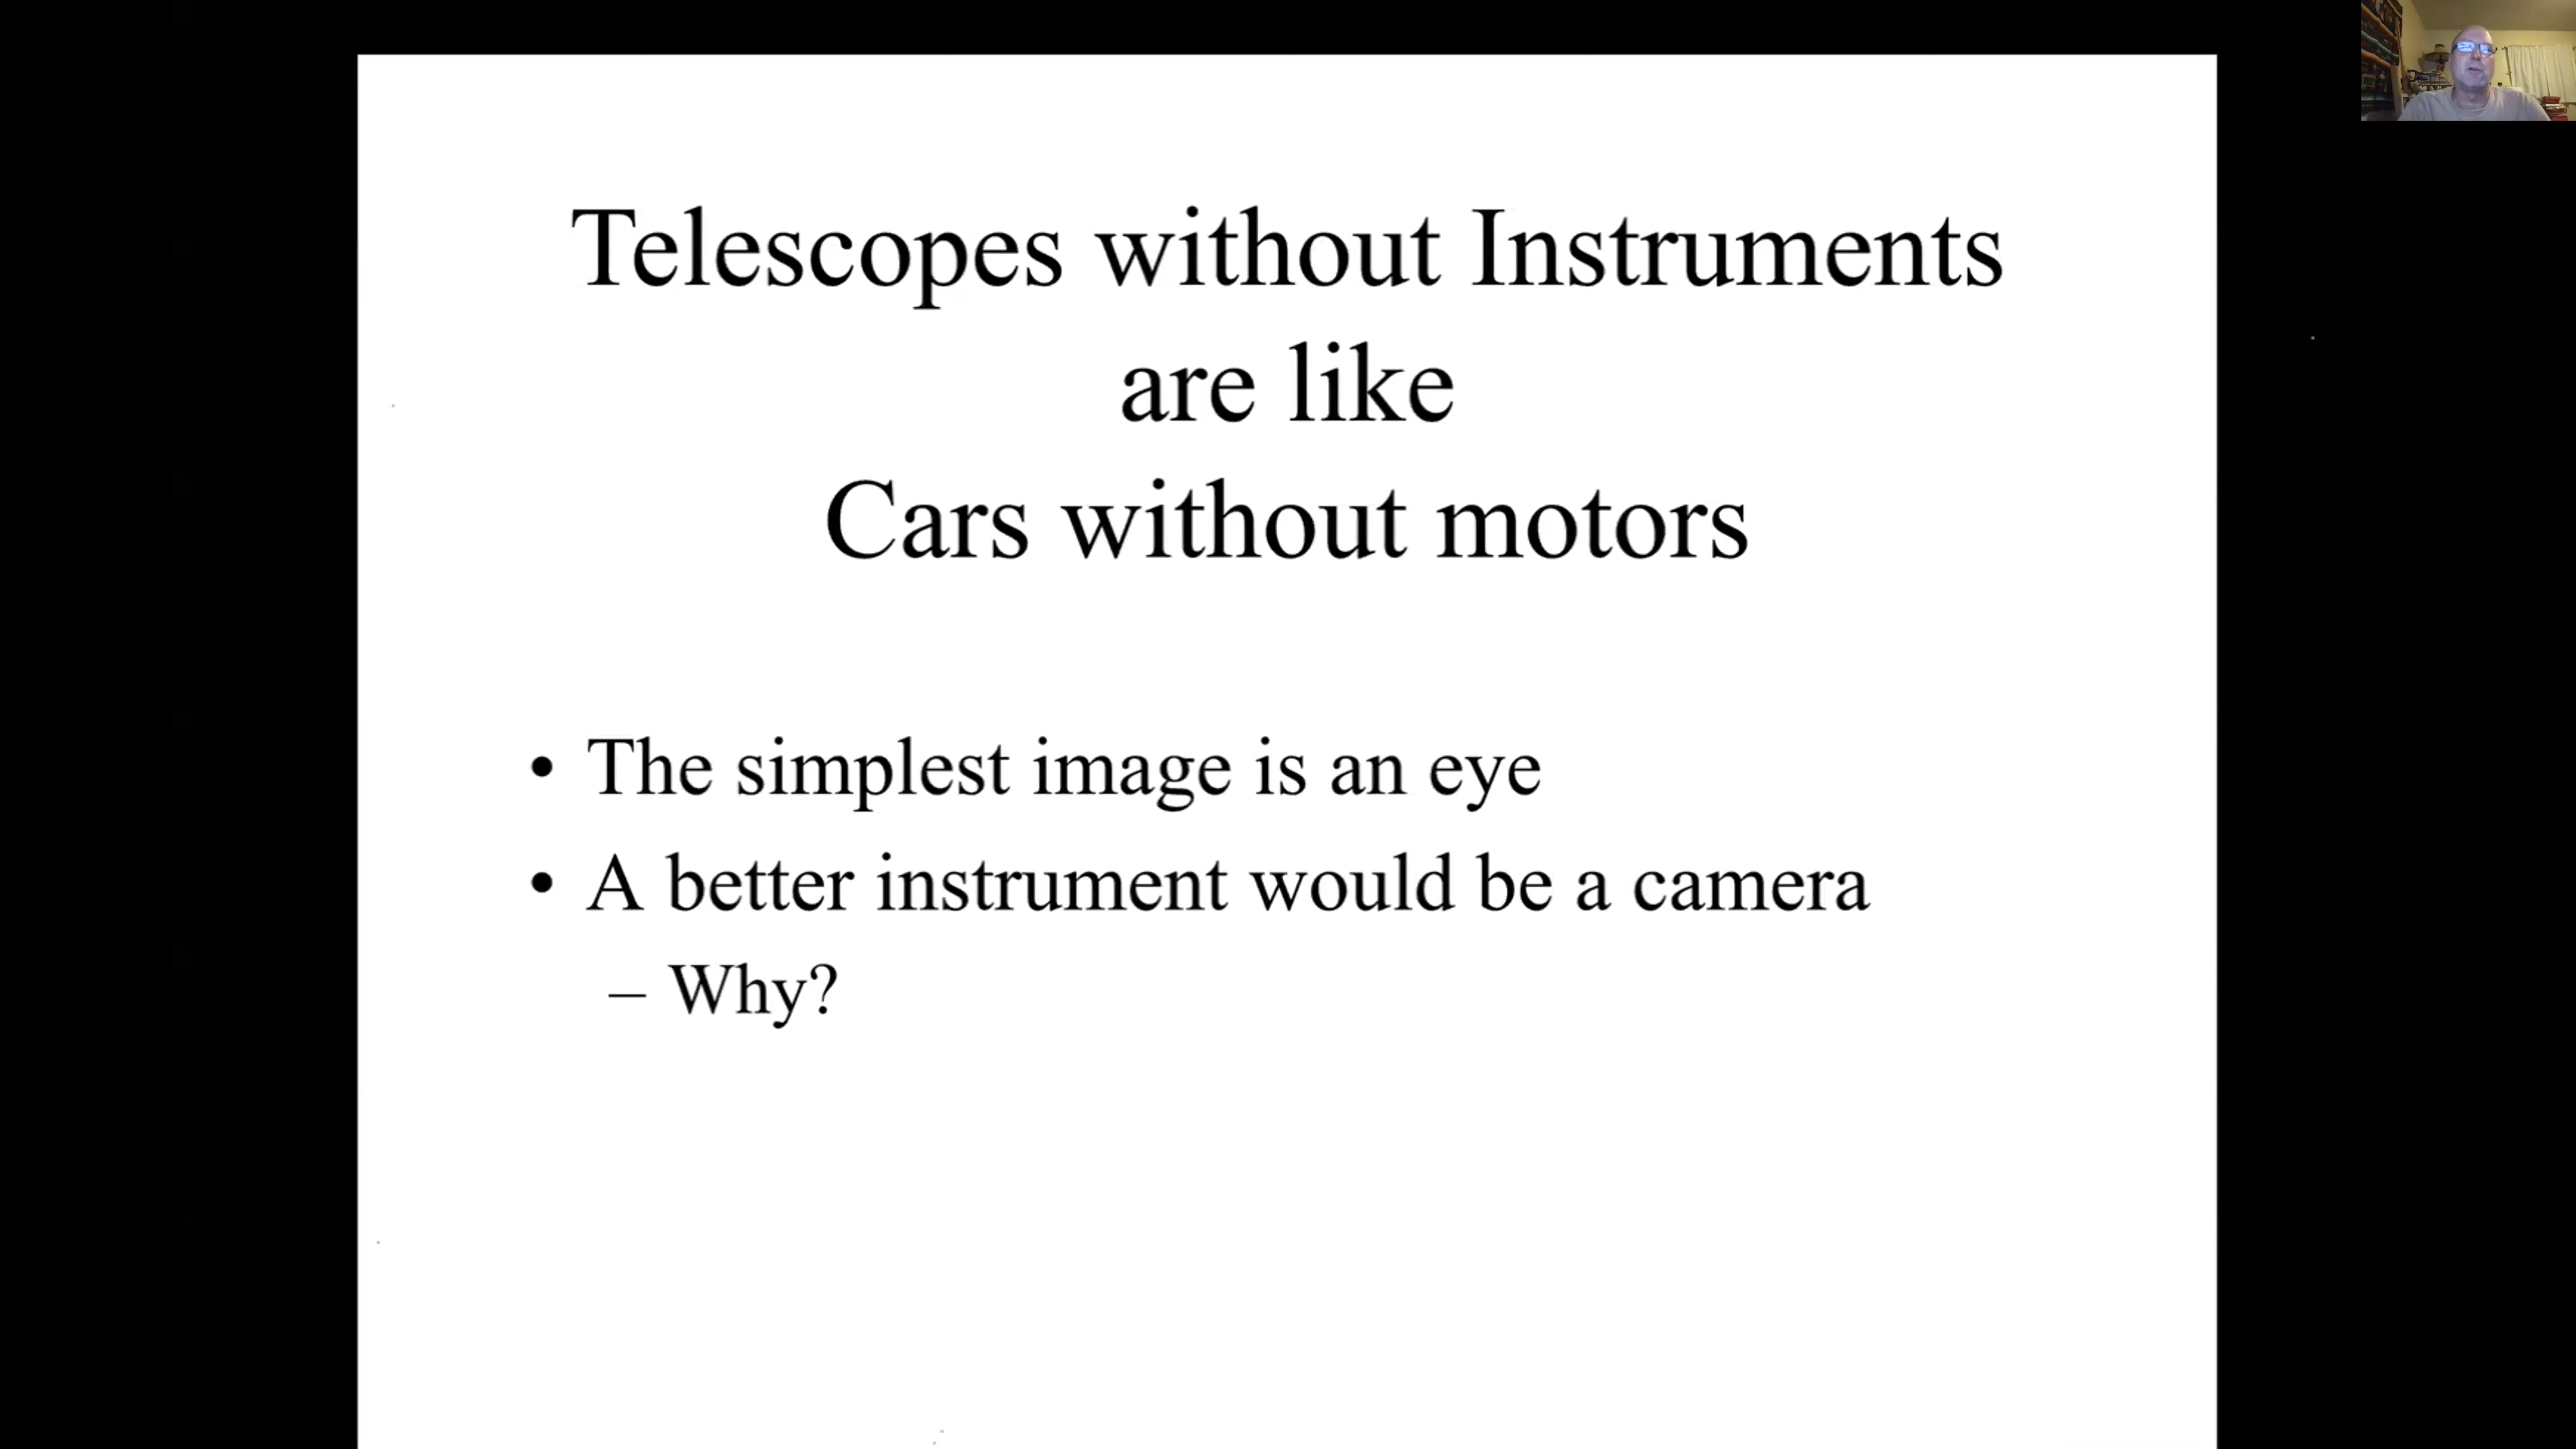 Telescopes without Instruments
are like
Cars without motors
• The simplest image is an eye
• A better instrument would be a camera
– Why?